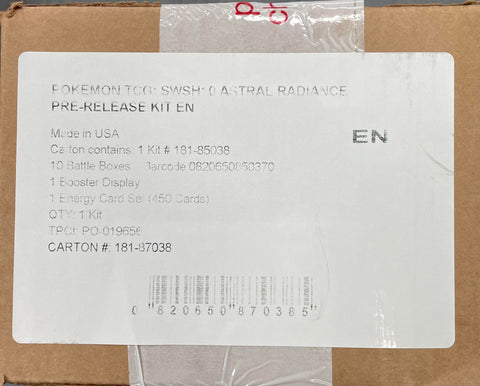 p
c
POKEMON TCG: SWSH10 ASTRAL RADIANCE
PRE-RELEASE KIT EN
Made in USA
EN
Carton contains: 1 Kit # 181-85038
10 Battle Boxes Barcode 0820650850370
1 Booster Display
1 Energy Card Set (450 Cards)
QTY: 1 Kit
TPCI: PO-019656
CARTON #: 181-87038
0 820650 870385